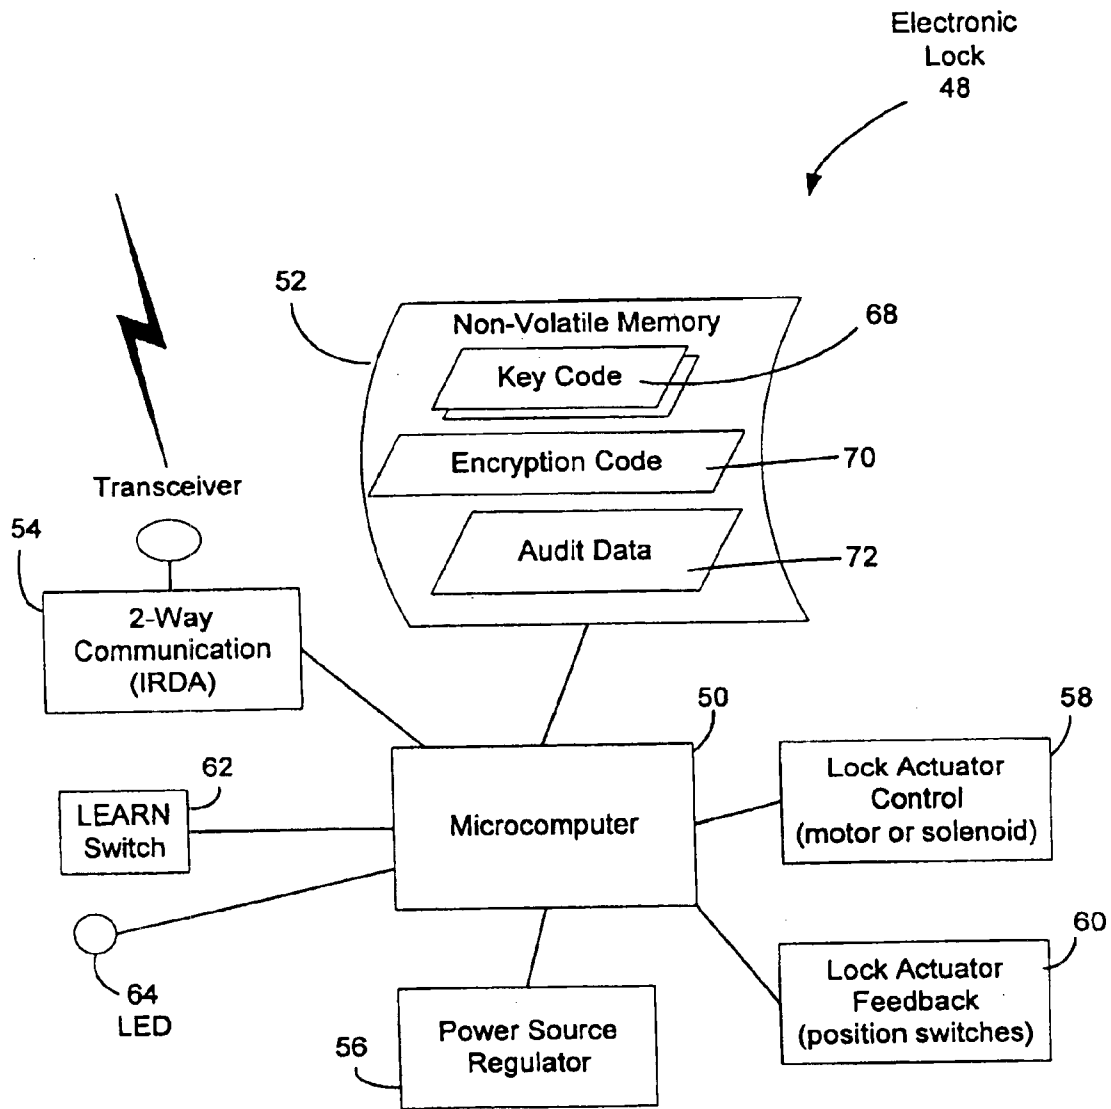 Electronic
Lock
48
52
Non-Volatile Memory
68
Key Code
Encryption Code
70
Transceiver
54
Audit Data
72
2-Way
Communication
(IRDA)
50
58
62
LEARN
Switch
Microcomputer
Lock Actuator
Control
(motor or solenoid)
60
64
LED
56
Power Source
Regulator
Lock Actuator
Feedback
(position switches)